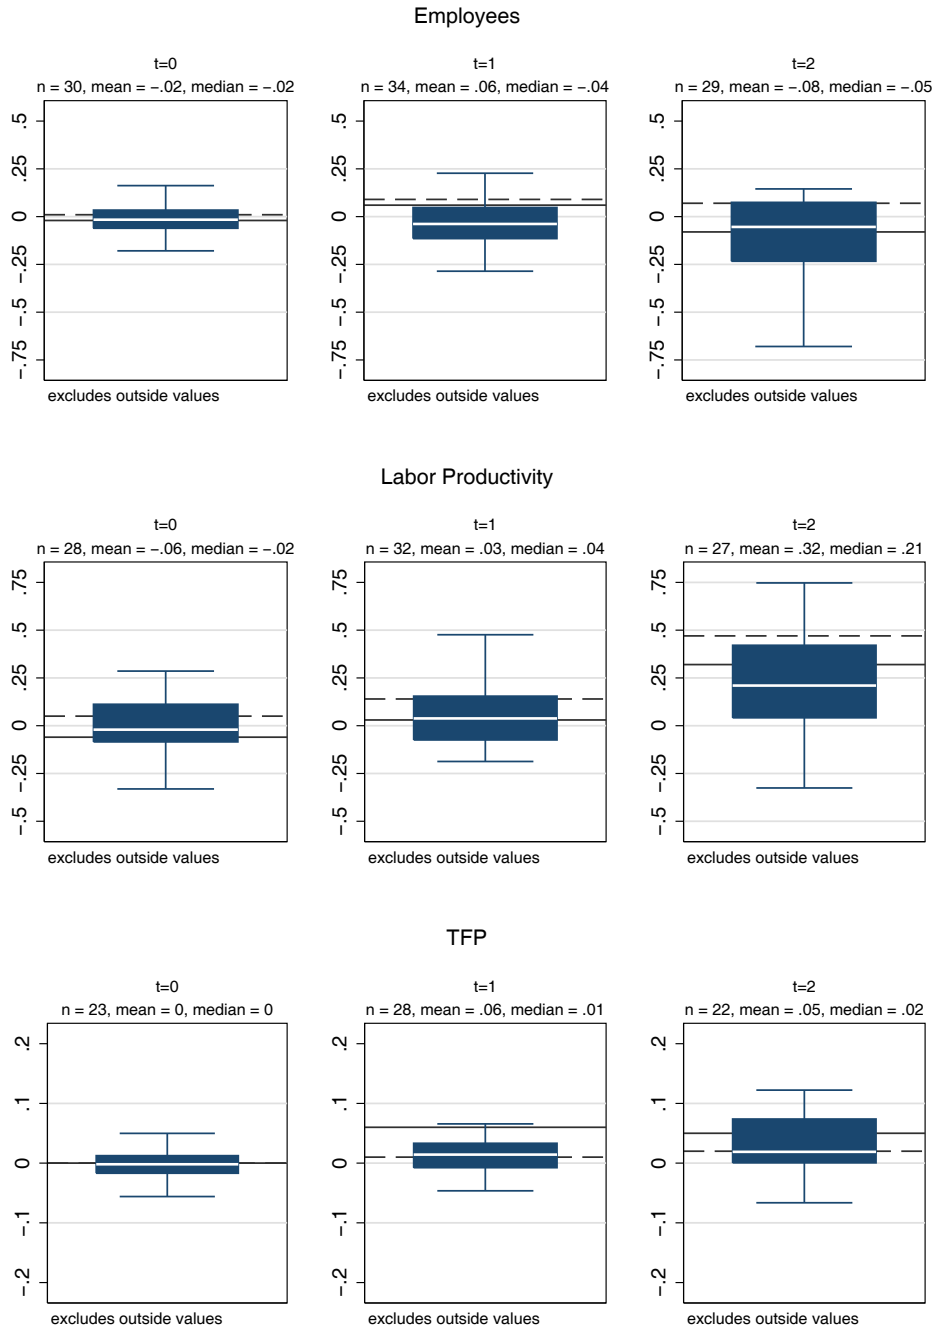 Employees
t=0
n = 30, mean = −.02, median = −.02
.5
.25
0
−.25
−.5
−.75
excludes outside values
t=1
n = 34, mean = .06, median = −.04
.5
.25
0
−.25
−.5
−.75
excludes outside values
t=2
n = 29, mean = −.08, median = −.05
.5
.25
0
−.25
−.5
−.75
excludes outside values
Labor Productivity
t=0
n = 28, mean = −.06, median = −.02
.75
.5
.25
0
−.25
−.5
excludes outside values
t=1
n = 32, mean = .03, median = .04
.75
.5
.25
0
−.25
−.5
excludes outside values
t=2
n = 27, mean = .32, median = .21
.75
.5
.25
0
−.25
−.5
excludes outside values
TFP
t=0
n = 23, mean = 0, median = 0
.2
.1
0
−.1
−.2
excludes outside values
t=1
n = 28, mean = .06, median = .01
.2
.1
0
−.1
−.2
excludes outside values
t=2
n = 22, mean = .05, median = .02
.2
.1
0
−.1
−.2
excludes outside values